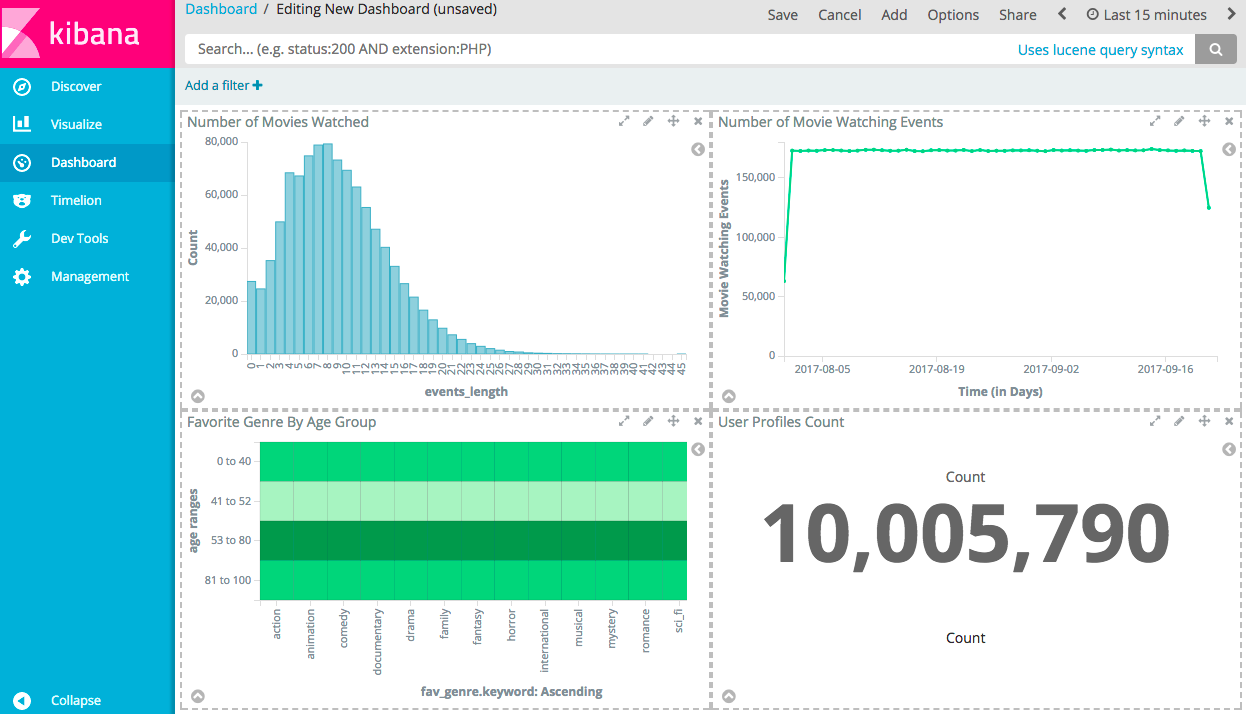 kibana
Discover
Visualize
Dashboard
Timelion
Dev Tools
Management
Collapse
Dashboard / Editing New Dashboard (unsaved)
Save Cancel Add Options Share Last 15 minutes
Search... (e.g. status:200 AND extension:PHP) Uses lucene query syntax
Add a filter
Number of Movies Watched
80,000
60,000
40,000
20,000
0
Count
0 1 2 3 4 5 6 7 8 9 10 11 12 13 14 15 16 17 18 19 20 21 22 23 24 25 26 27 28 29 30 31 32 33 34 35 36 37 38 39 40 41 42 43 44 45
events_length
Number of Movie Watching Events
150,000
100,000
50,000
0
Movie Watching Events
2017-08-05 2017-08-19 2017-09-02 2017-09-16
Time (in Days)
Favorite Genre By Age Group
0 to 40
41 to 52
53 to 80
81 to 100
age ranges
action animation comedy documentary drama family fantasy horror international musical mystery romance sci_fi
fav_genre.keyword: Ascending
User Profiles Count
Count
10,005,790
Count